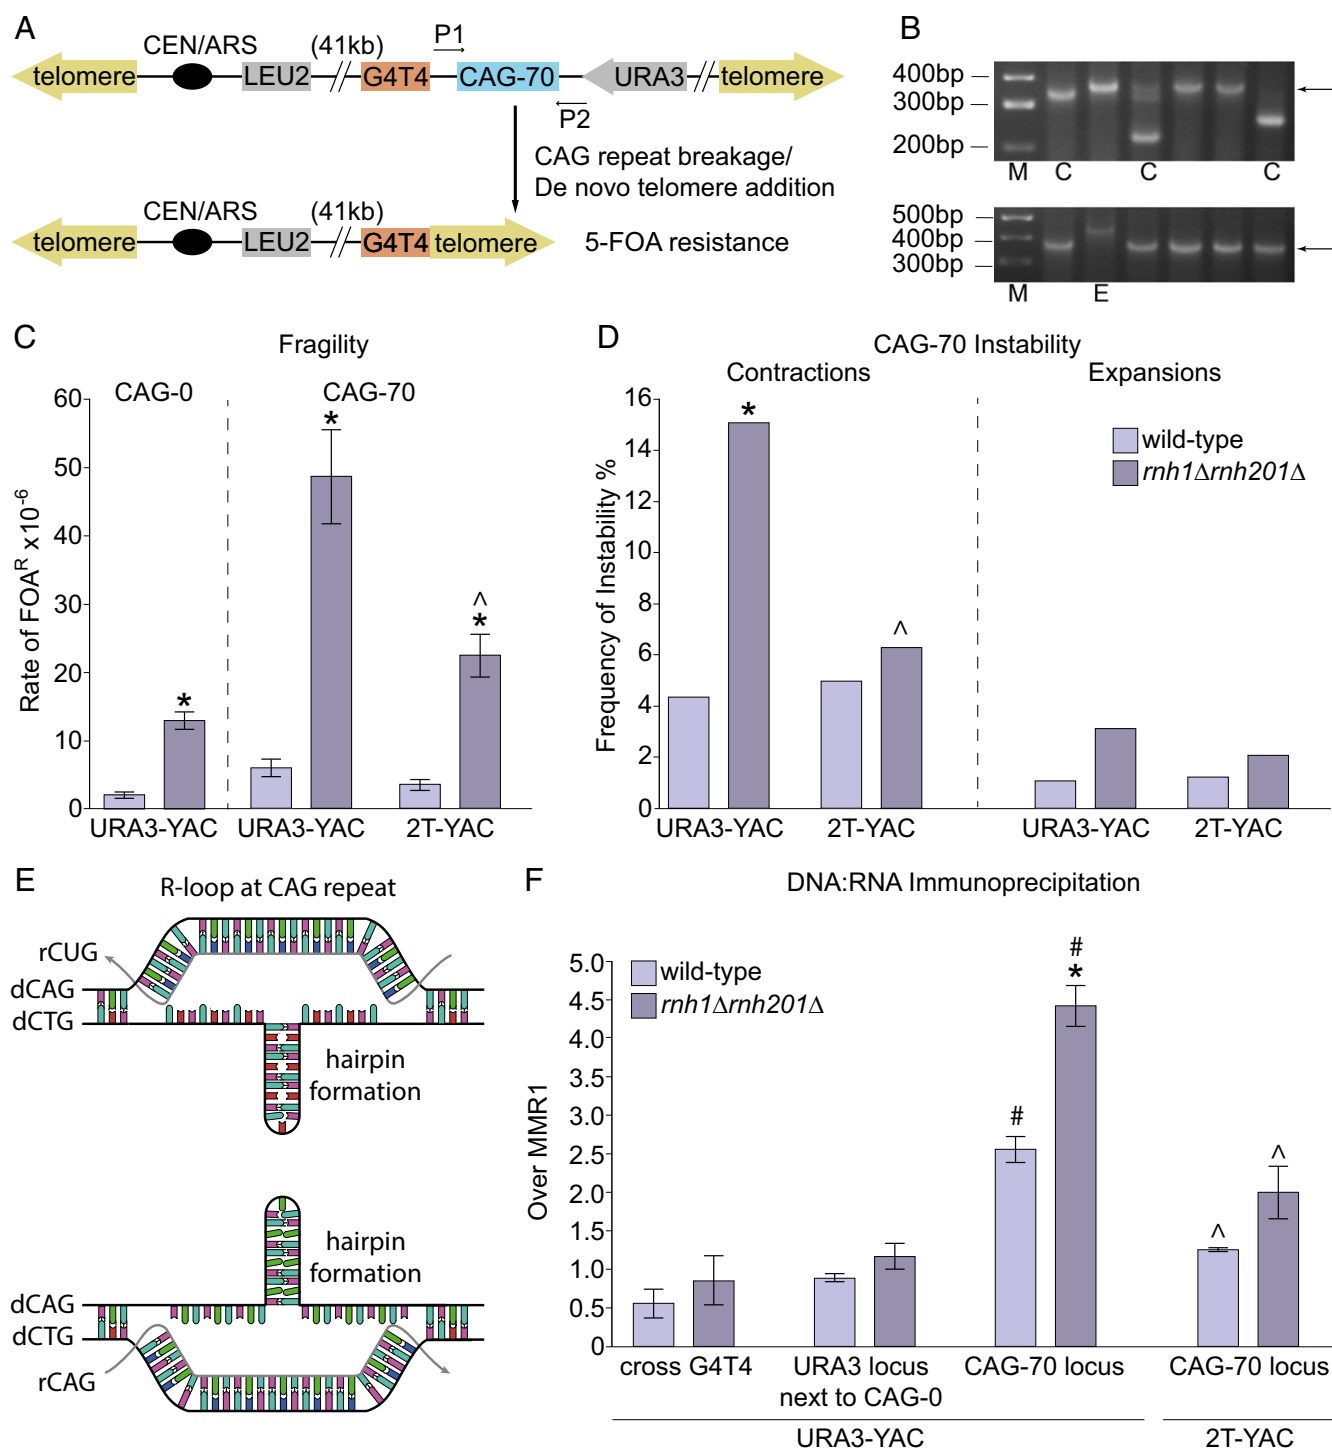 A
CEN/ARS
(41kb)
P1
telomere
LEU2
G4T4
CAG-70
URA3
telomere
P2
CAG repeat breakage/
De novo telomere addition
CEN/ARS
(41kb)
telomere
LEU2
G4T4
telomere
5-FOA resistance
B
400bp
300bp
200bp
M
C
C
C
500bp
400bp
300bp
M
E
C
Fragility
CAG-0
CAG-70
Rate of FOA^R x10^-6
60
50
40
30
20
10
0
*
*
^
*
URA3-YAC
URA3-YAC
2T-YAC
D
CAG-70 Instability
Contractions
Expansions
Frequency of Instability %
16
14
12
10
8
6
4
2
0
*
^
wild-type
rnh1Δrnh201Δ
URA3-YAC
2T-YAC
URA3-YAC
2T-YAC
E
R-loop at CAG repeat
rCUG
dCAG
dCTG
hairpin
formation
hairpin
formation
dCAG
dCTG
rCAG
F
DNA:RNA Immunoprecipitation
wild-type
rnh1Δrnh201Δ
Over MMR1
5.0
4.5
4.0
3.5
3.0
2.5
2.0
1.5
1.0
0.5
0
#
#
*
^
^
cross G4T4
URA3 locus
next to CAG-0
CAG-70 locus
CAG-70 locus
URA3-YAC
2T-YAC